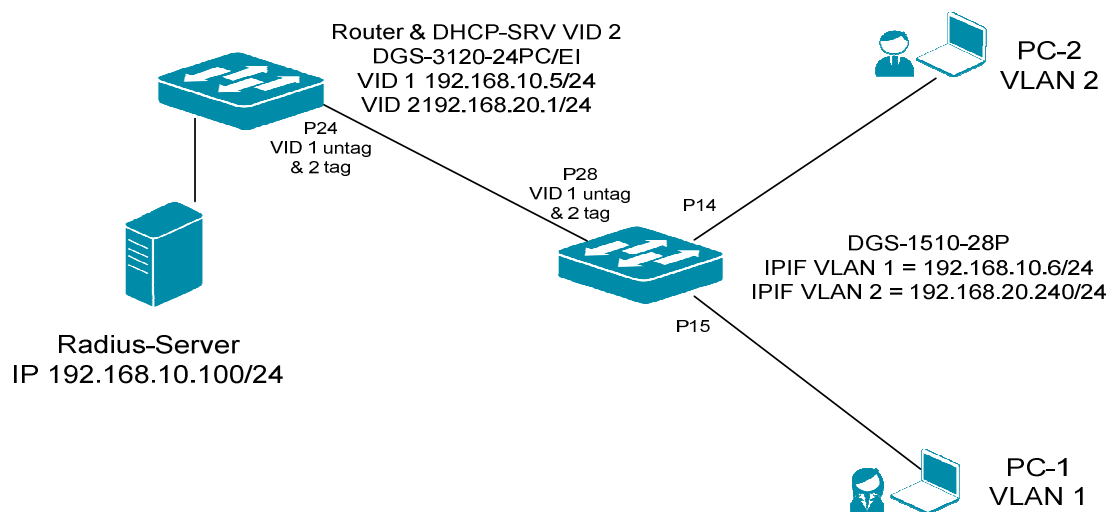 Router & DHCP-SRV VID 2
DGS-3120-24PC/EI
VID 1 192.168.10.5/24
VID 2192.168.20.1/24
P24
VID 1 untag
& 2 tag
PC-2
VLAN 2
P28
VID 1 untag
& 2 tag
P14
DGS-1510-28P
IPIF VLAN 1 = 192.168.10.6/24
IPIF VLAN 2 = 192.168.20.240/24
P15
Radius-Server
IP 192.168.10.100/24
PC-1
VLAN 1